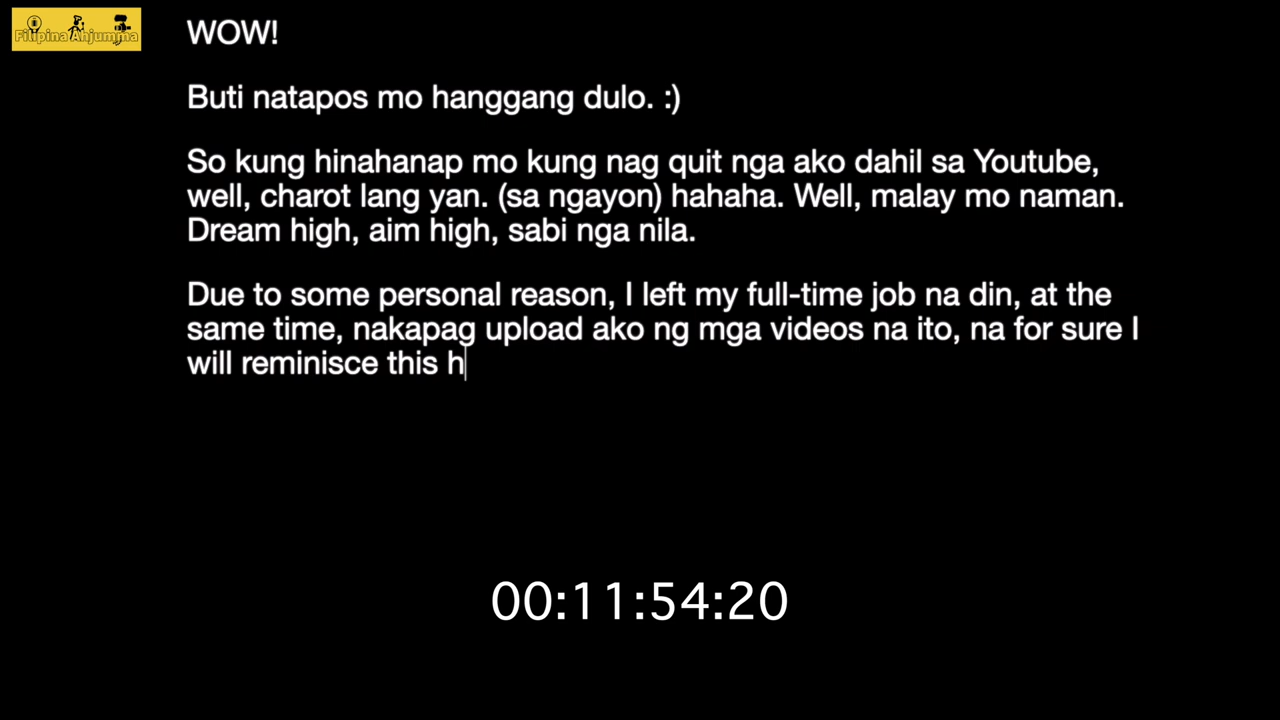 Filipina Anjumma
WOW!
Buti natapos mo hanggang dulo. :)
So kung hinahanap mo kung nag quit nga ako dahil sa Youtube,
well, charot lang yan. (sa ngayon) hahaha. Well, malay mo naman.
Dream high, aim high, sabi nga nila.
Due to some personal reason, I left my full-time job na din, at the
same time, nakapag upload ako ng mga videos na ito, na for sure I
will reminisce this h
00:11:54:20